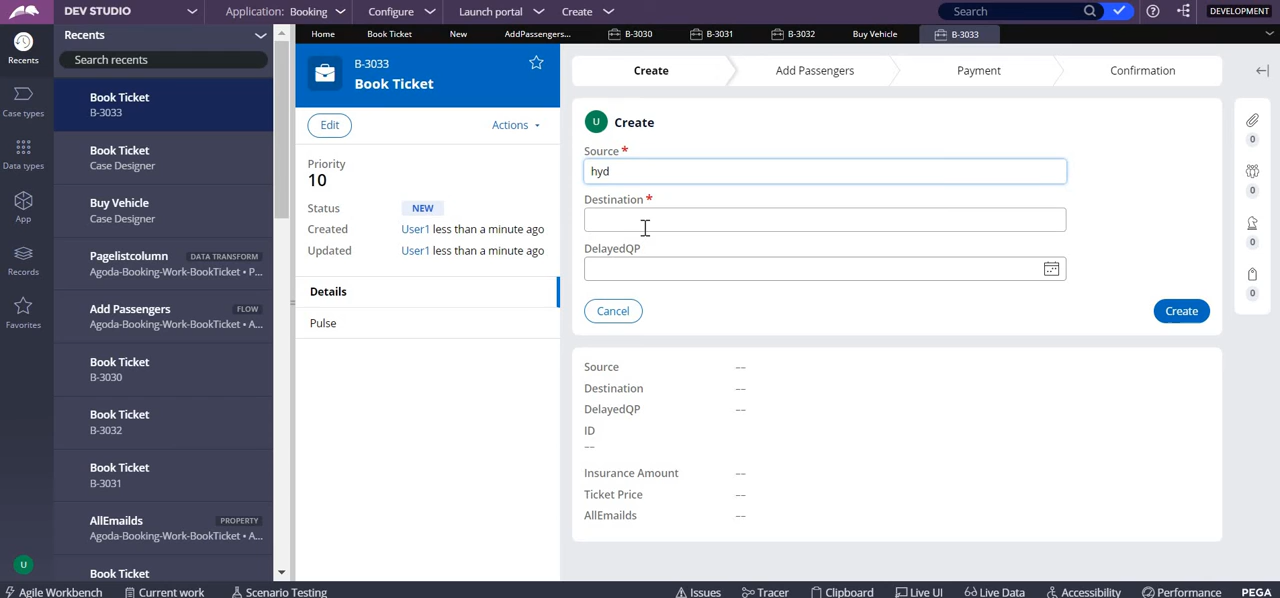 DEV STUDIO
Application: Booking
Configure
Launch portal
Create
Search
DEVELOPMENT
Recents
Case types
Data types
App
Records
Favorites
U
Recents
Search recents
Book Ticket
B-3033
Book Ticket
Case Designer
Buy Vehicle
Case Designer
Pagelistcolumn DATA TRANSFORM
Agoda-Booking-Work-BookTicket • P...
Add Passengers FLOW
Agoda-Booking-Work-BookTicket • A...
Book Ticket
B-3030
Book Ticket
B-3032
Book Ticket
B-3031
AllEmailds PROPERTY
Agoda-Booking-Work-BookTicket • A...
Book Ticket
Home
Book Ticket
New
AddPassengers...
B-3030
B-3031
B-3032
Buy Vehicle
B-3033
B-3033
Book Ticket
Edit
Actions
Priority
10
Status NEW
Created User1 less than a minute ago
Updated User1 less than a minute ago
Details
Pulse
Create
Add Passengers
Payment
Confirmation
U Create
Source *
hyd
Destination *
DelayedQP
Cancel
Create
Source --
Destination --
DelayedQP --
ID
--
Insurance Amount --
Ticket Price --
AllEmailds --
0
0
0
0
Agile Workbench
Current work
Scenario Testing
Issues
Tracer
Clipboard
Live UI
Live Data
Accessibility
Performance
PEGA